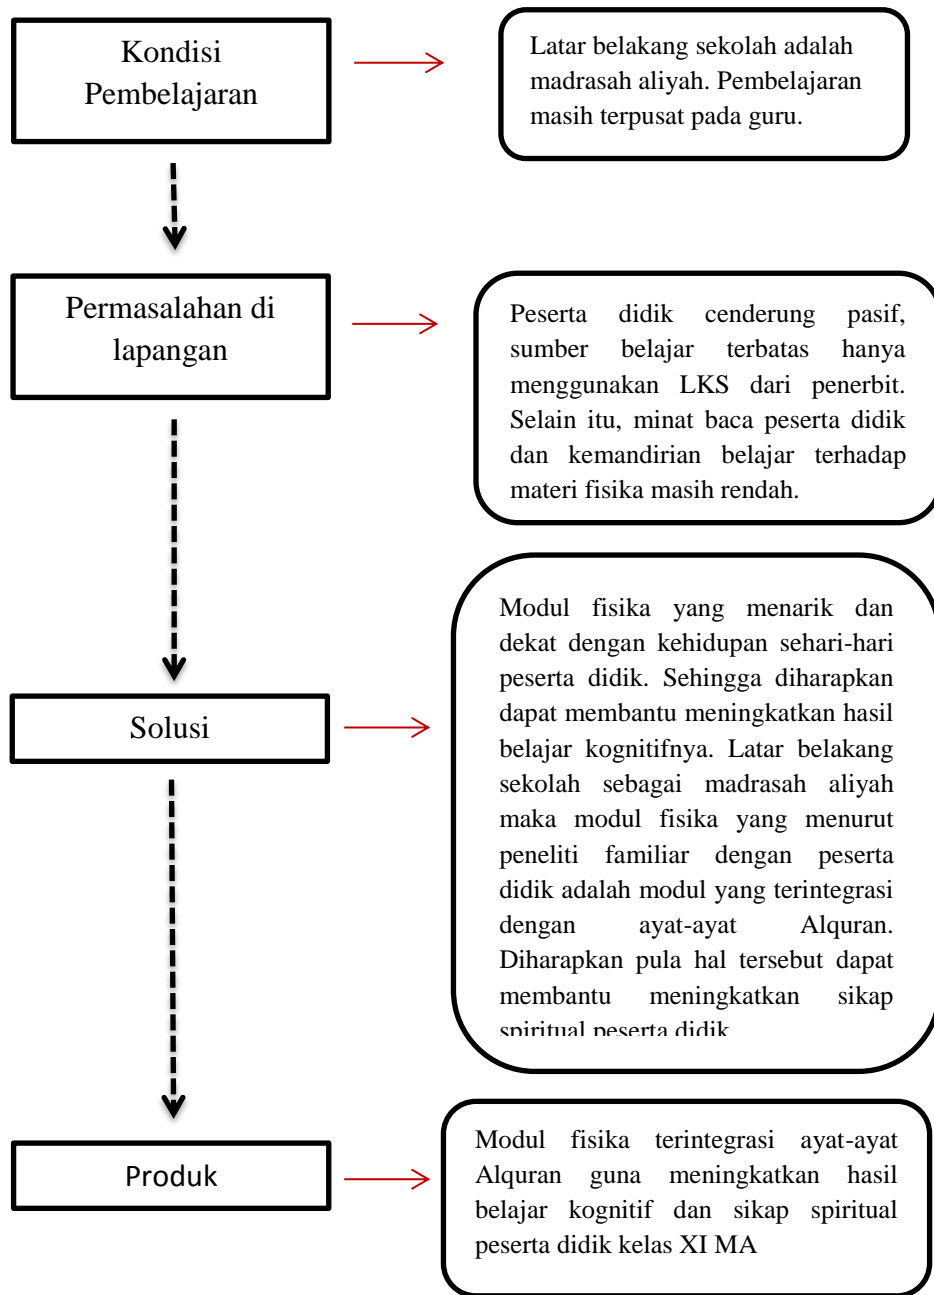 Kondisi
Pembelajaran
Latar belakang sekolah adalah
madrasah aliyah. Pembelajaran
masih terpusat pada guru.
Permasalahan di
lapangan
Peserta didik cenderung pasif,
sumber belajar terbatas hanya
menggunakan LKS dari penerbit.
Selain itu, minat baca peserta didik
dan kemandirian belajar terhadap
materi fisika masih rendah.
Solusi
Modul fisika yang menarik dan
dekat dengan kehidupan sehari-hari
peserta didik. Sehingga diharapkan
dapat membantu meningkatkan hasil
belajar kognitifnya. Latar belakang
sekolah sebagai madrasah aliyah
maka modul fisika yang menurut
peneliti familiar dengan peserta
didik adalah modul yang terintegrasi
dengan ayat-ayat Alquran.
Diharapkan pula hal tersebut dapat
membantu meningkatkan sikap
spiritual peserta didik
Produk
Modul fisika terintegrasi ayat-ayat
Alquran guna meningkatkan hasil
belajar kognitif dan sikap spiritual
peserta didik kelas XI MA